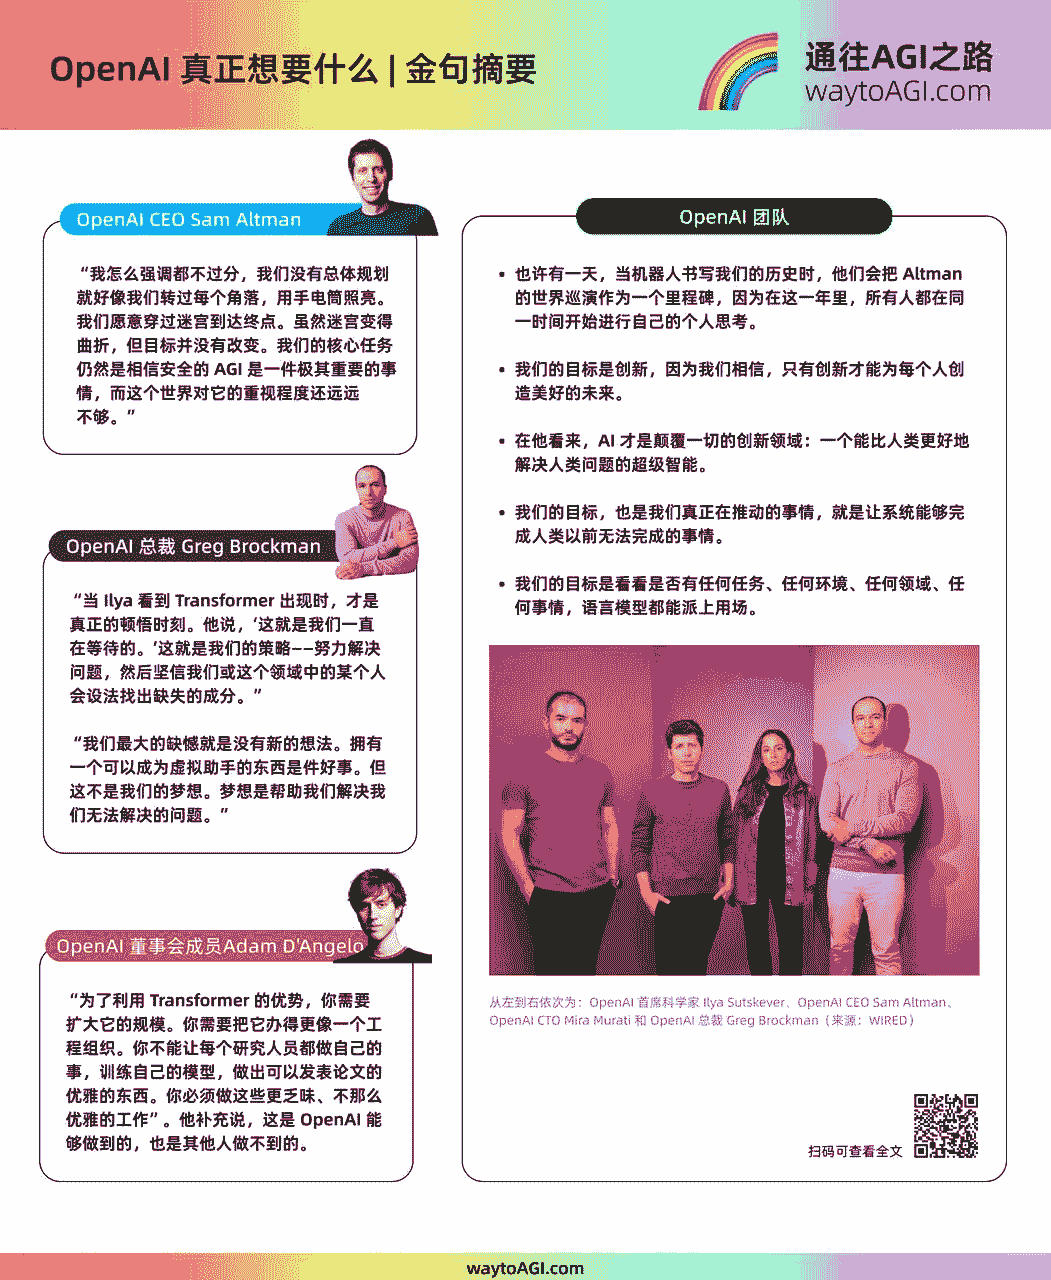 OpenAI 真正想要什么 | 金句摘要
通往AGI之路
waytoAGI.com
OpenAI CEO Sam Altman
“我怎么强调都不过分，我们没有总体规划
就好像我们转过每个角落，用手电筒照亮。
我们愿意穿过迷宫到达终点。虽然迷宫变得
曲折，但目标并没有改变。我们的核心任务
仍然是相信安全的 AGI 是一件极其重要的事
情，而这个世界对它的重视程度还远远
不够。”
OpenAI 总裁 Greg Brockman
“当 Ilya 看到 Transformer 出现时，才是
真正的顿悟时刻。他说，‘这就是我们一直
在等待的。’这就是我们的策略——努力解决
问题，然后坚信我们或这个领域中的某个人
会设法找出缺失的成分。”
“我们最大的缺憾就是没有新的想法。拥有
一个可以成为虚拟助手的东西是件好事。但
这不是我们的梦想。梦想是帮助我们解决我
们无法解决的问题。”
OpenAI 董事会成员Adam D'Angelo
“为了利用 Transformer 的优势，你需要
扩大它的规模。你需要把它办得更像一个工
程组织。你不能让每个研究人员都做自己的
事，训练自己的模型，做出可以发表论文的
优雅的东西。你必须做这些更乏味、不那么
优雅的工作”。他补充说，这是 OpenAI 能
够做到的，也是其他人做不到的。
OpenAI 团队
• 也许有一天，当机器人书写我们的历史时，他们会把 Altman
的世界巡演作为一个里程碑，因为在这一年里，所有人都在同
一时间开始进行自己的个人思考。
• 我们的目标是创新，因为我们相信，只有创新才能为每个人创
造美好的未来。
• 在他看来，AI 才是颠覆一切的创新领域：一个能比人类更好地
解决人类问题的超级智能。
• 我们的目标，也是我们真正在推动的事情，就是让系统能够完
成人类以前无法完成的事情。
• 我们的目标是看看是否有任何任务、任何环境、任何领域、任
何事情，语言模型都能派上用场。
从左到右依次为：OpenAI 首席科学家 Ilya Sutskever、OpenAI CEO Sam Altman、
OpenAI CTO Mira Murati 和 OpenAI 总裁 Greg Brockman（来源：WIRED）
扫码可查看全文
waytoAGI.com